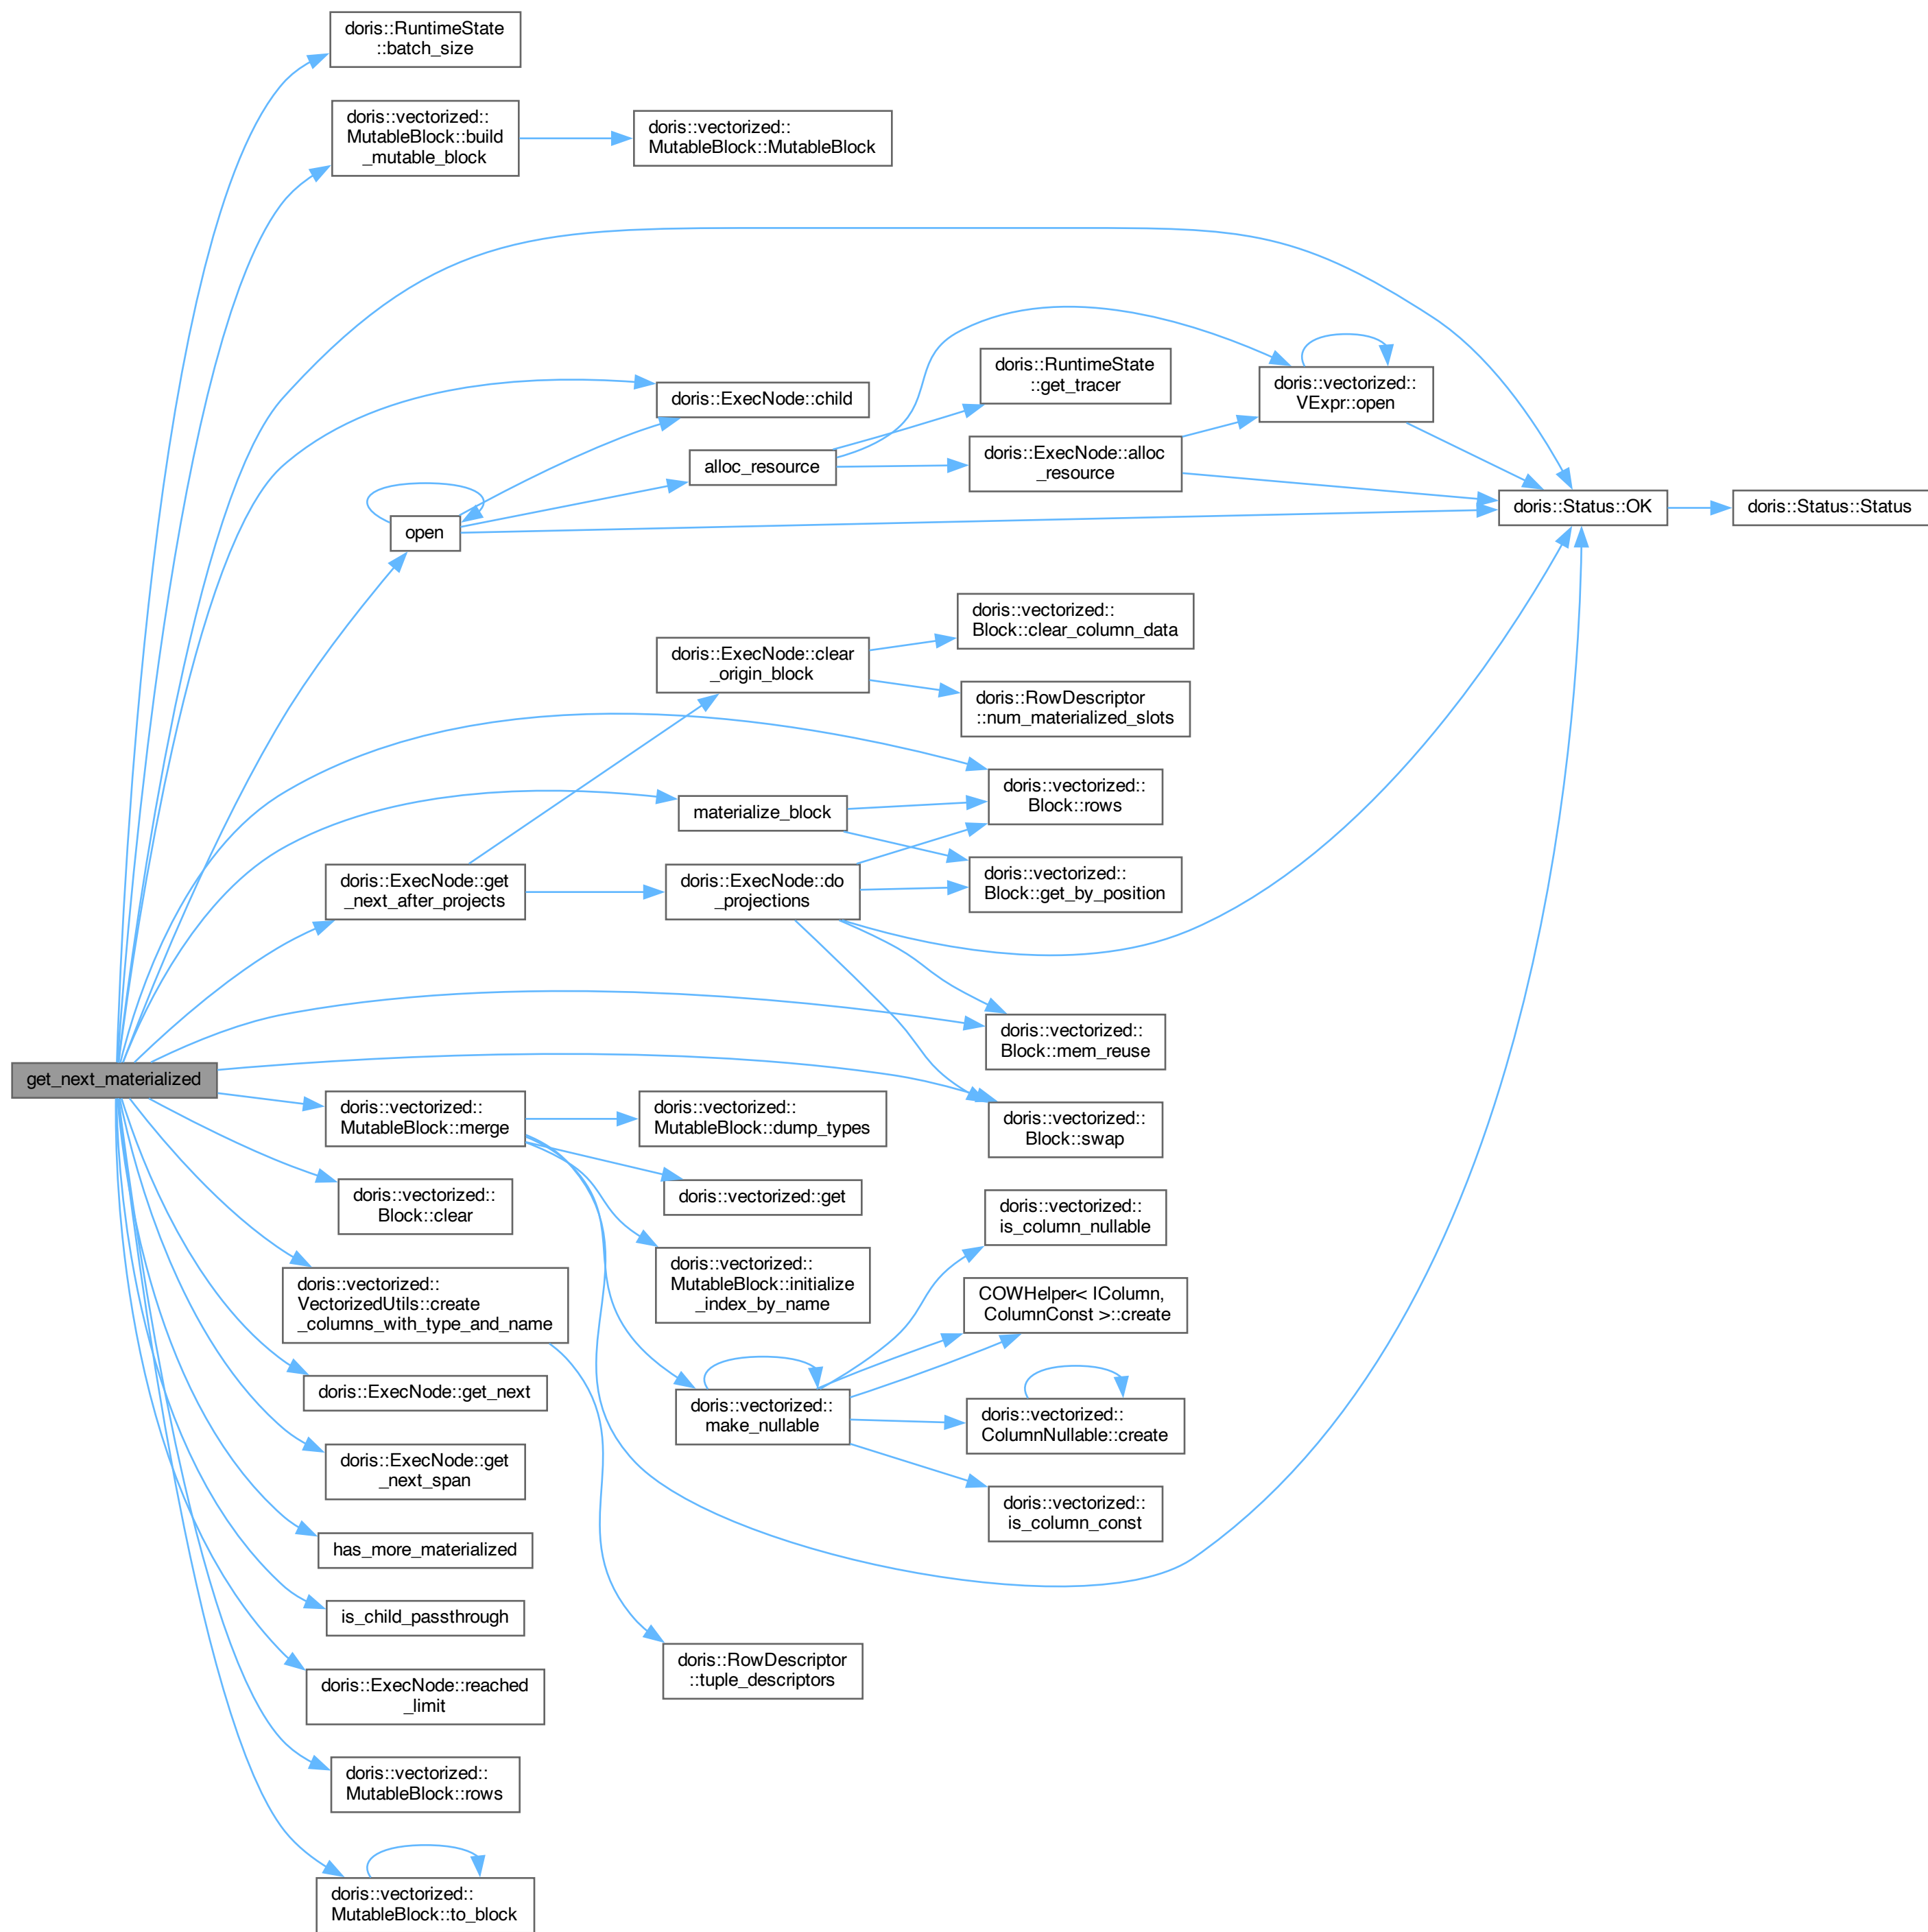 doris::RuntimeState
::batch_size
doris::vectorized::
MutableBlock::build
_mutable_block
doris::vectorized::
MutableBlock::MutableBlock
doris::RuntimeState
::get_tracer
doris::vectorized::
VExpr::open
doris::ExecNode::child
alloc_resource
doris::ExecNode::alloc
_resource
open
doris::Status::OK
doris::Status::Status
doris::ExecNode::clear
_origin_block
doris::vectorized::
Block::clear_column_data
doris::RowDescriptor
::num_materialized_slots
materialize_block
doris::vectorized::
Block::rows
doris::ExecNode::get
_next_after_projects
doris::ExecNode::do
_projections
doris::vectorized::
Block::get_by_position
get_next_materialized
doris::vectorized::
Block::mem_reuse
doris::vectorized::
MutableBlock::merge
doris::vectorized::
MutableBlock::dump_types
doris::vectorized::
Block::swap
doris::vectorized::
Block::clear
doris::vectorized::get
doris::vectorized::
is_column_nullable
doris::vectorized::
VectorizedUtils::create
_columns_with_type_and_name
doris::vectorized::
MutableBlock::initialize
_index_by_name
COWHelper< IColumn,
ColumnConst >::create
doris::ExecNode::get_next
doris::vectorized::
make_nullable
doris::vectorized::
ColumnNullable::create
doris::ExecNode::get
_next_span
doris::vectorized::
is_column_const
has_more_materialized
is_child_passthrough
doris::ExecNode::reached
_limit
doris::RowDescriptor
::tuple_descriptors
doris::vectorized::
MutableBlock::rows
doris::vectorized::
MutableBlock::to_block